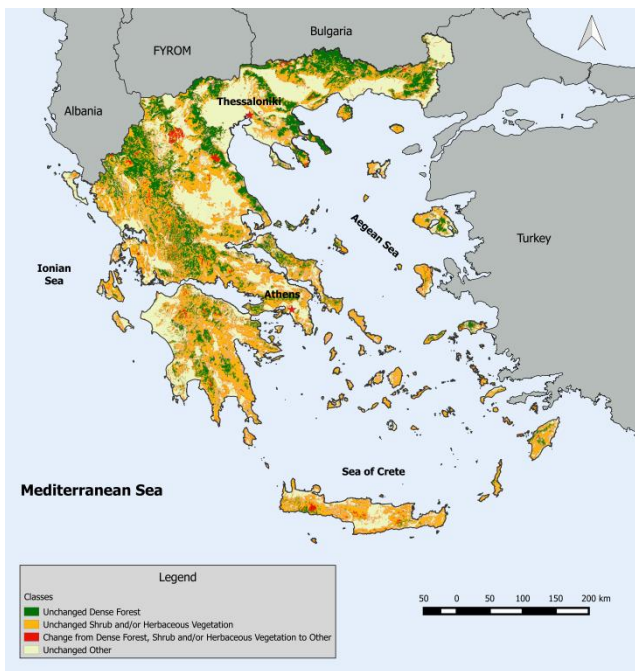 Bulgaria
FYROM
Albania
Thessaloniki
Aegean Sea
Turkey
Ionian
Sea
Athens
Sea of Crete
Mediterranean Sea
Legend
Classes
Unchanged Dense Forest
Unchanged Shrub and/or Herbaceous Vegetation
Change from Dense Forest, Shrub and/or Herbaceous Vegetation to Other
Unchanged Other
50 0 50 100 150 200 km